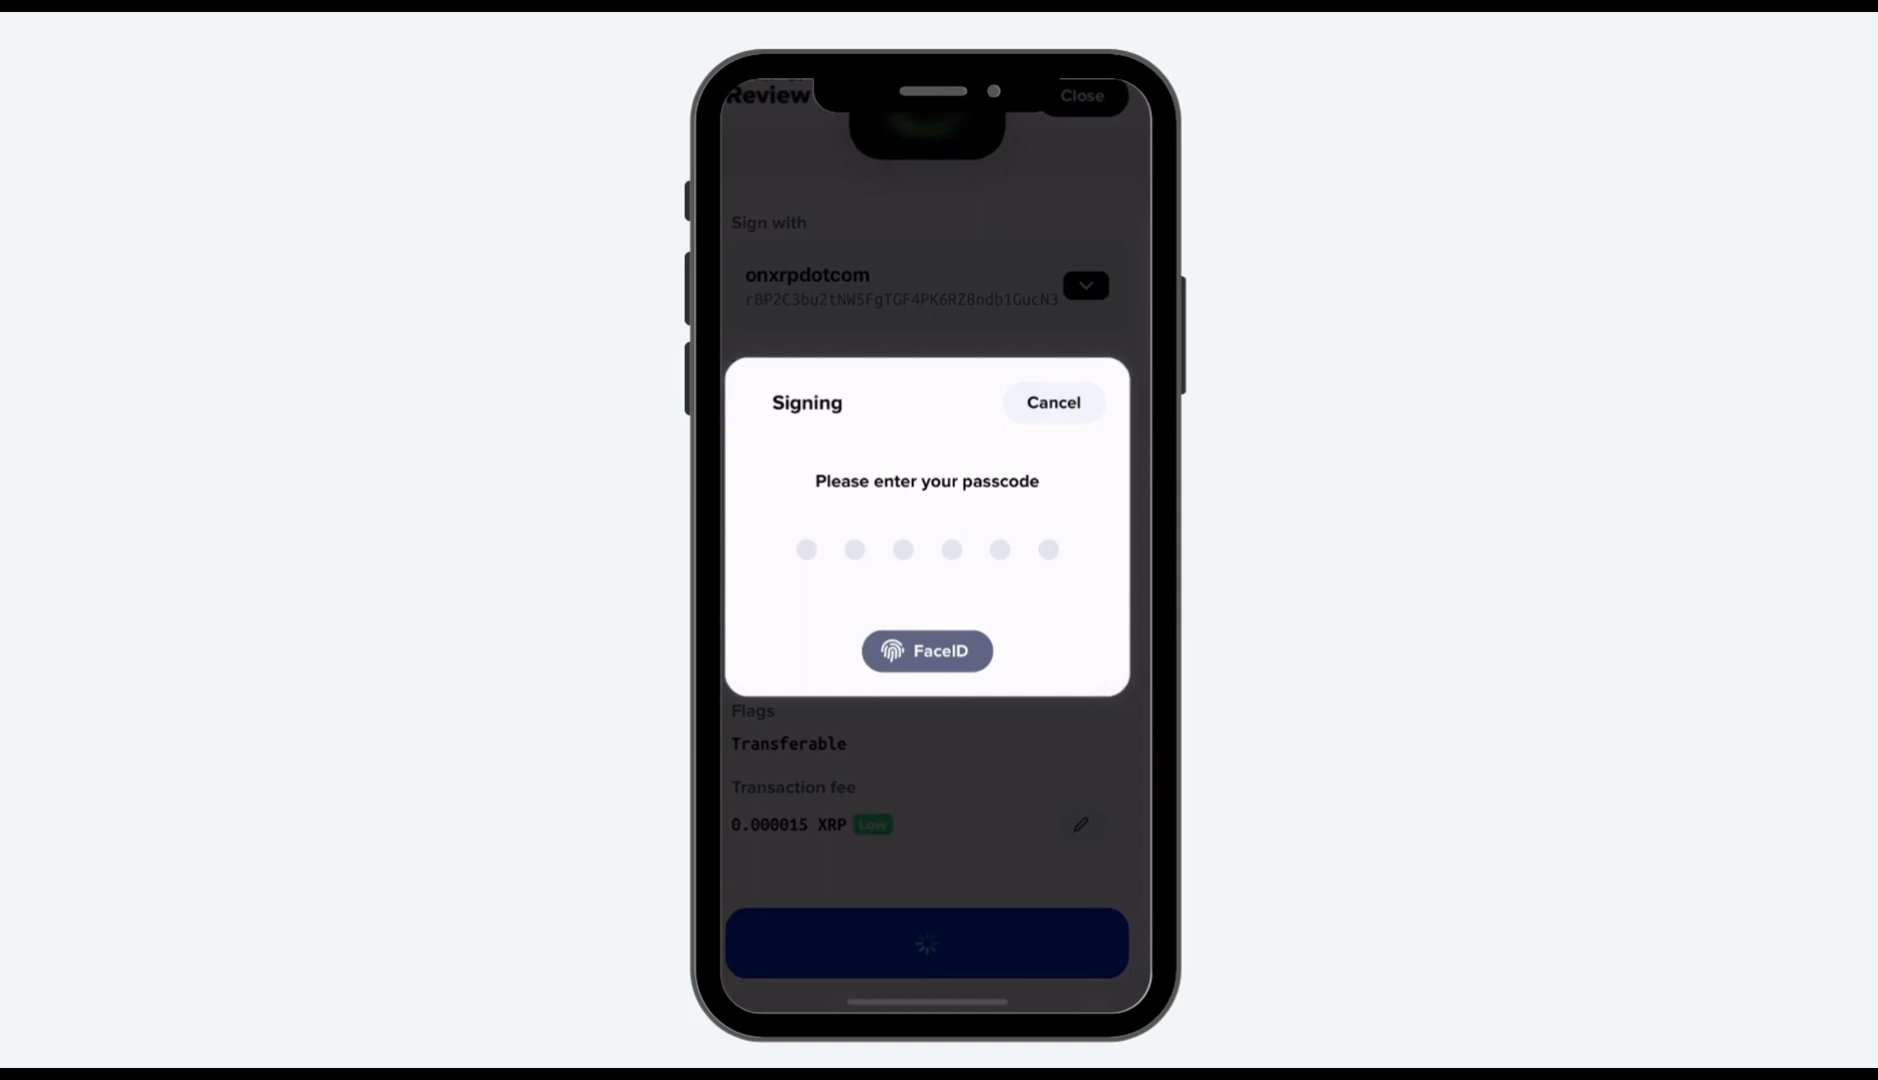 Review
Close
Sign with
onxrpdotcom
rBP2C3bu2tNW5FgTGF4PK6RZ8ndb1GucN3
Signing
Cancel
Please enter your passcode
FaceID
Flags
Transferable
Transaction fee
0.000015 XRP Low